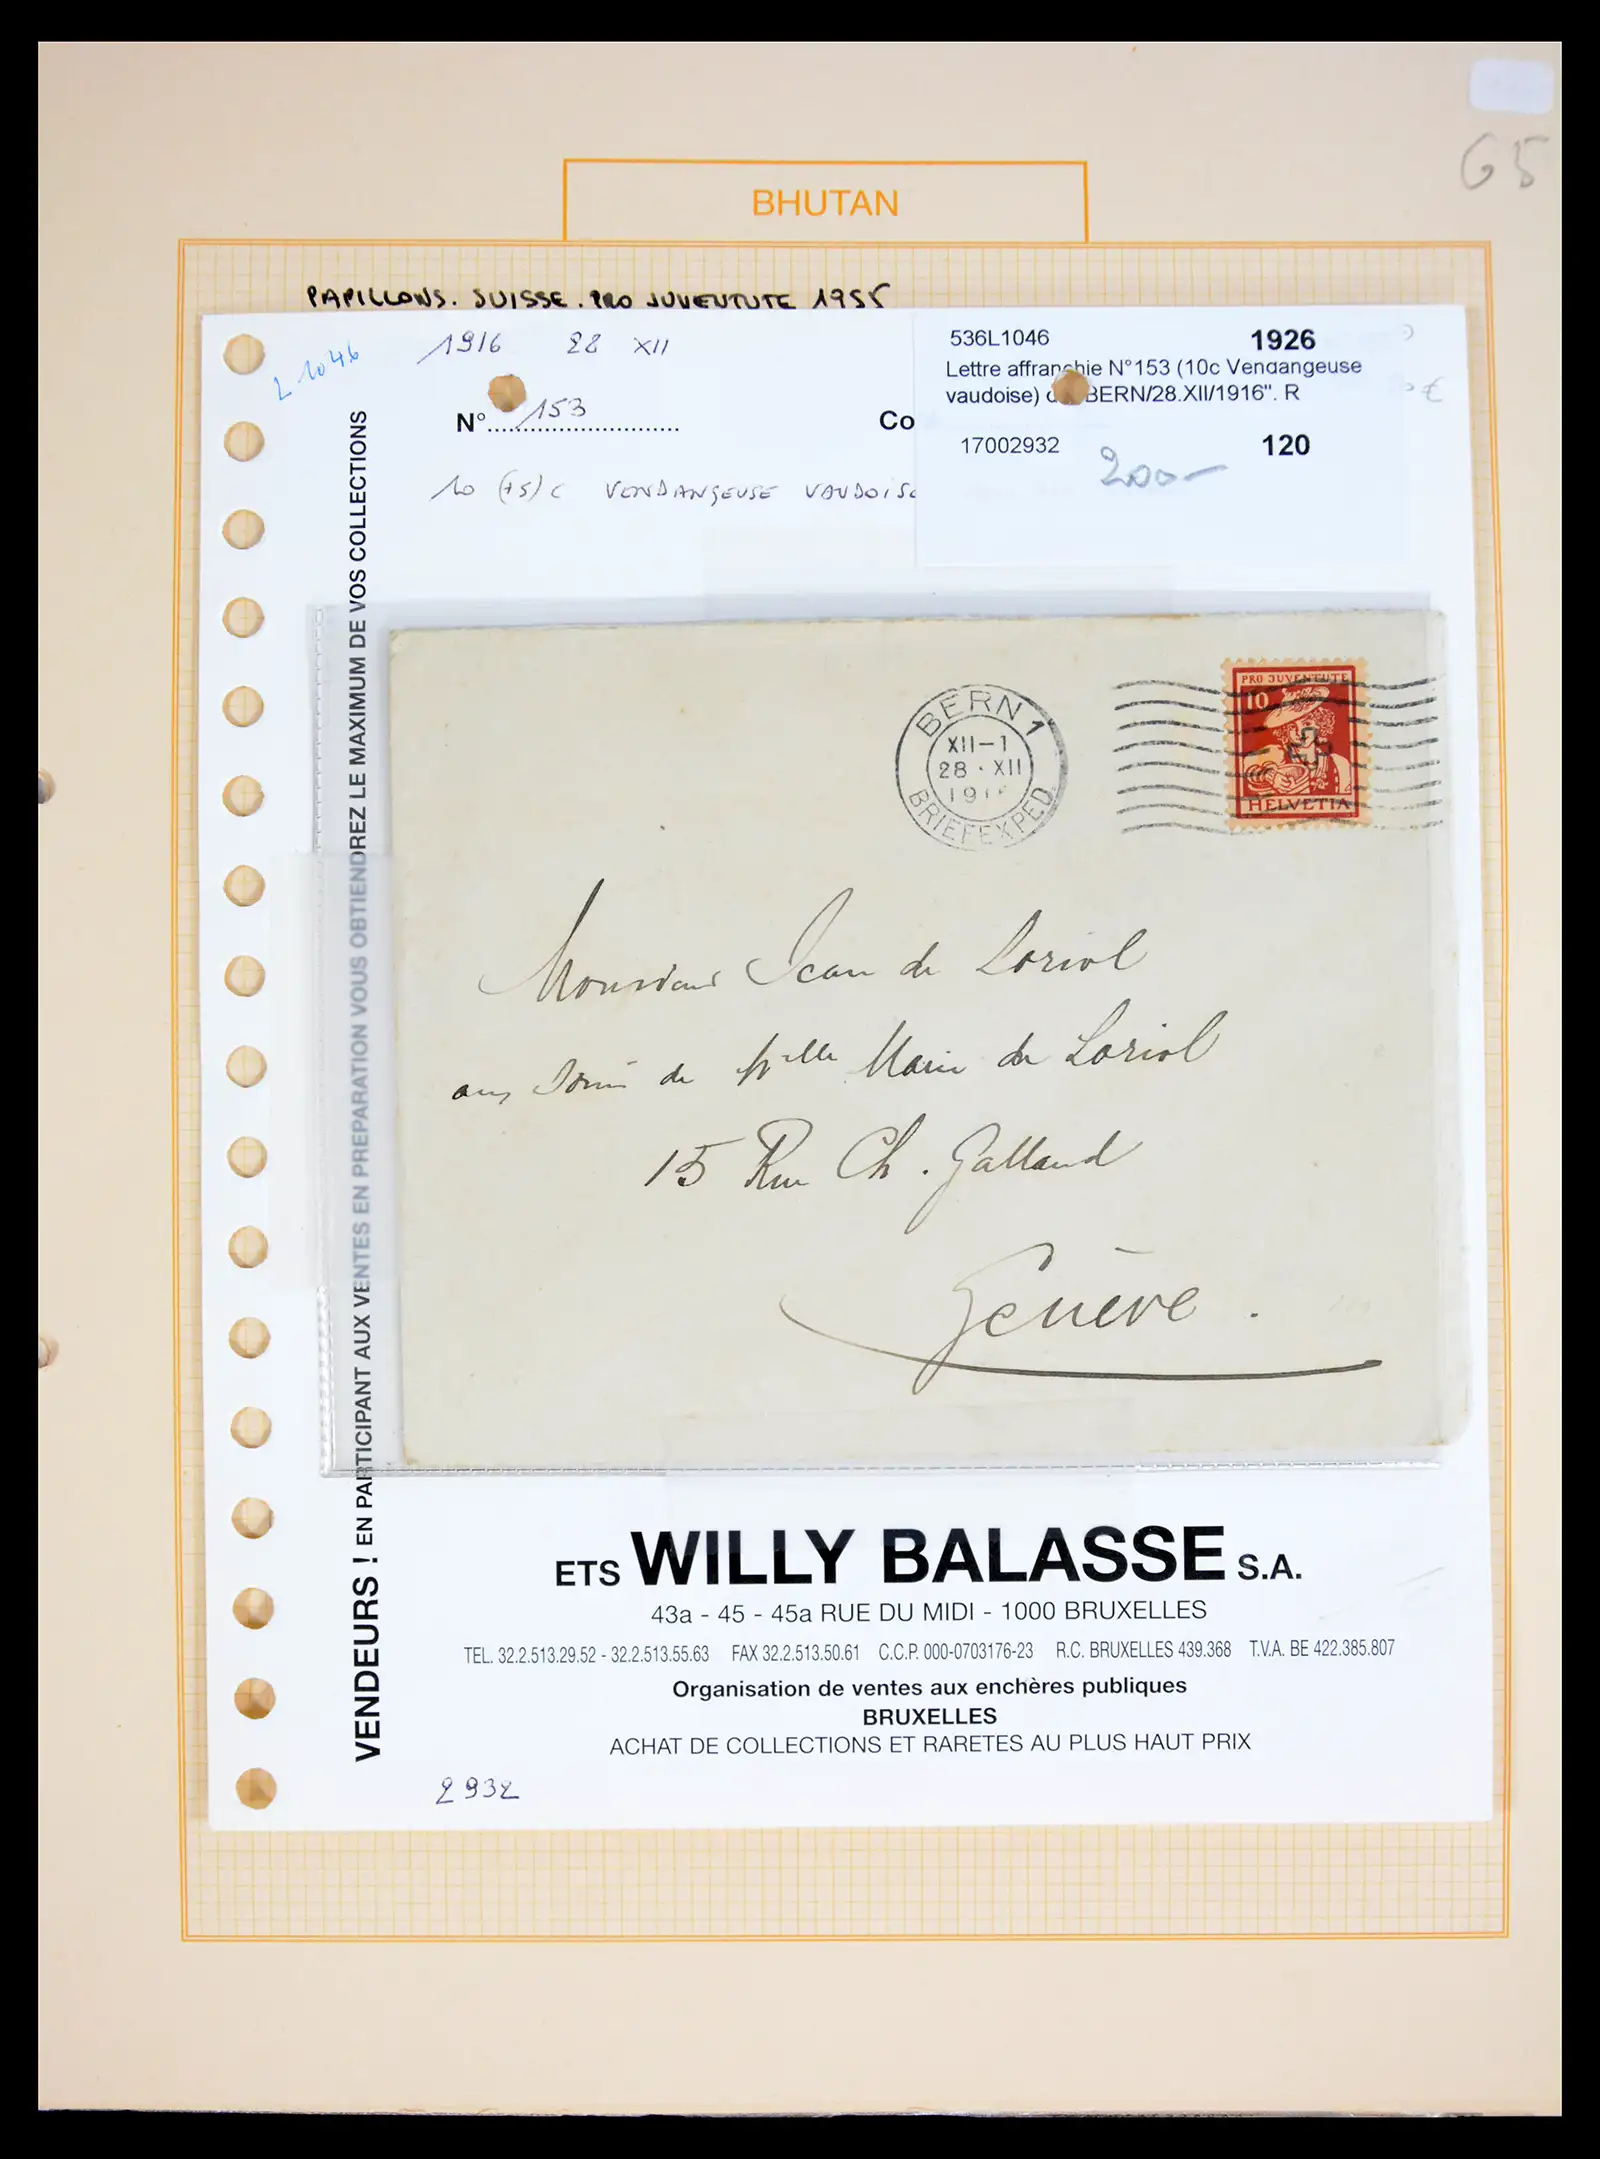 G5
BHUTAN
PAPILLONS. SUISSE. PRO JUVENTUTE 1955
L1046
1916 28 XII
N° 153
Co
10 (+5) c VENDANGEUSE VAUDOISE
536L1046 1926
Lettre affranchie N°153 (10c Vendangeuse
vaudoise) BERN/28.XII/1916". R
17002932 120
200-
€
BERN 1
XII-1
28 · XII
191
BRIEFEXPED.
PRO JUVENTUTE
10
HELVETIA
Monsieur Jean de Loriol
aux soins de Mlle Marie de Loriol
15 Rue Ch. Galland
Genève.
VENDEURS ! EN PARTICIPANT AUX VENTES EN PREPARATION VOUS OBTIENDREZ LE MAXIMUM DE VOS COLLECTIONS
ETS WILLY BALASSE S.A.
43a - 45 - 45a RUE DU MIDI - 1000 BRUXELLES
TEL. 32.2.513.29.52 - 32.2.513.55.63 FAX 32.2.513.50.61 C.C.P. 000-0703176-23 R.C. BRUXELLES 439.368 T.V.A. BE 422.385.807
Organisation de ventes aux enchères publiques
BRUXELLES
ACHAT DE COLLECTIONS ET RARETES AU PLUS HAUT PRIX
2932